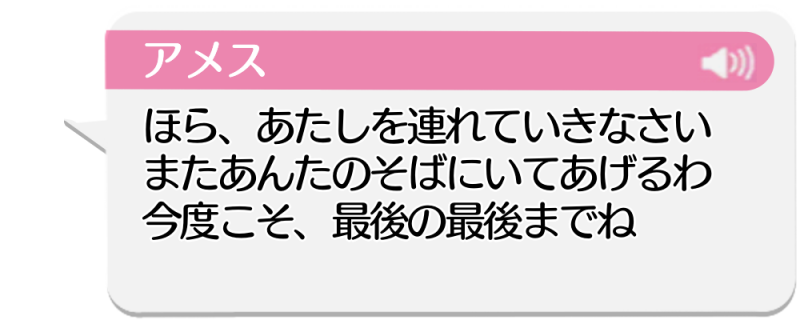 アメス
ほら、あたしを連れていきなさい
またあんたのそばにいてあげるわ
今度こそ、最後の最後までね